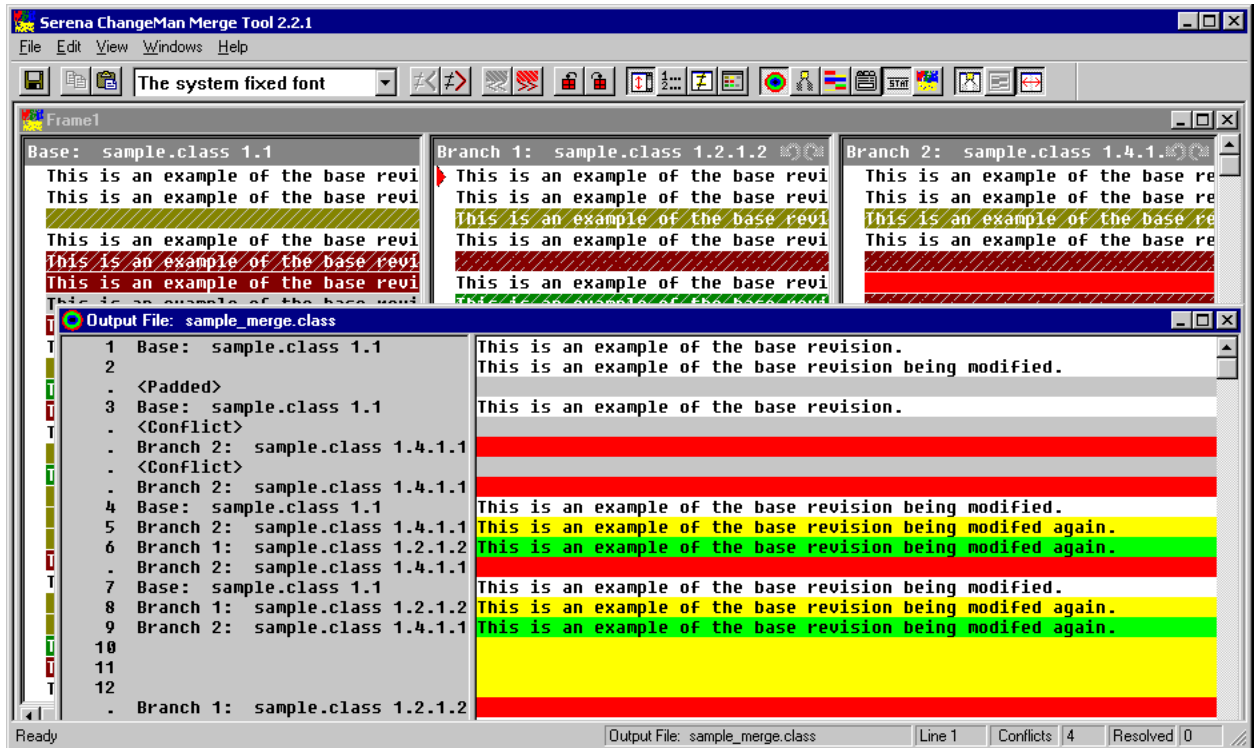 Serena ChangeMan Merge Tool 2.2.1
File Edit View Windows Help
The system fixed font
STAT
Frame1
Base: sample.class 1.1
This is an example of the base revi
This is an example of the base revi
This is an example of the base revi
This is an example of the base revi
This is an example of the base revi
Branch 1: sample.class 1.2.1.2
This is an example of the base revi
This is an example of the base revi
This is an example of the base revi
This is an example of the base revi
This is an example of the base revi
Branch 2: sample.class 1.4.1.
This is an example of the base re
This is an example of the base re
This is an example of the base re
This is an example of the base re
Output File: sample_merge.class
1 Base: sample.class 1.1 This is an example of the base revision.
2 This is an example of the base revision being modified.
. <Padded>
3 Base: sample.class 1.1 This is an example of the base revision.
. <Conflict>
. Branch 2: sample.class 1.4.1.1
. <Conflict>
. Branch 2: sample.class 1.4.1.1
4 Base: sample.class 1.1 This is an example of the base revision being modified.
5 Branch 2: sample.class 1.4.1.1 This is an example of the base revision being modifed again.
6 Branch 1: sample.class 1.2.1.2 This is an example of the base revision being modifed again.
. Branch 2: sample.class 1.4.1.1
7 Base: sample.class 1.1 This is an example of the base revision being modified.
8 Branch 1: sample.class 1.2.1.2 This is an example of the base revision being modifed again.
9 Branch 2: sample.class 1.4.1.1 This is an example of the base revision being modifed again.
10
11
12
. Branch 1: sample.class 1.2.1.2
Ready
Output File: sample_merge.class
Line 1
Conflicts 4
Resolved 0